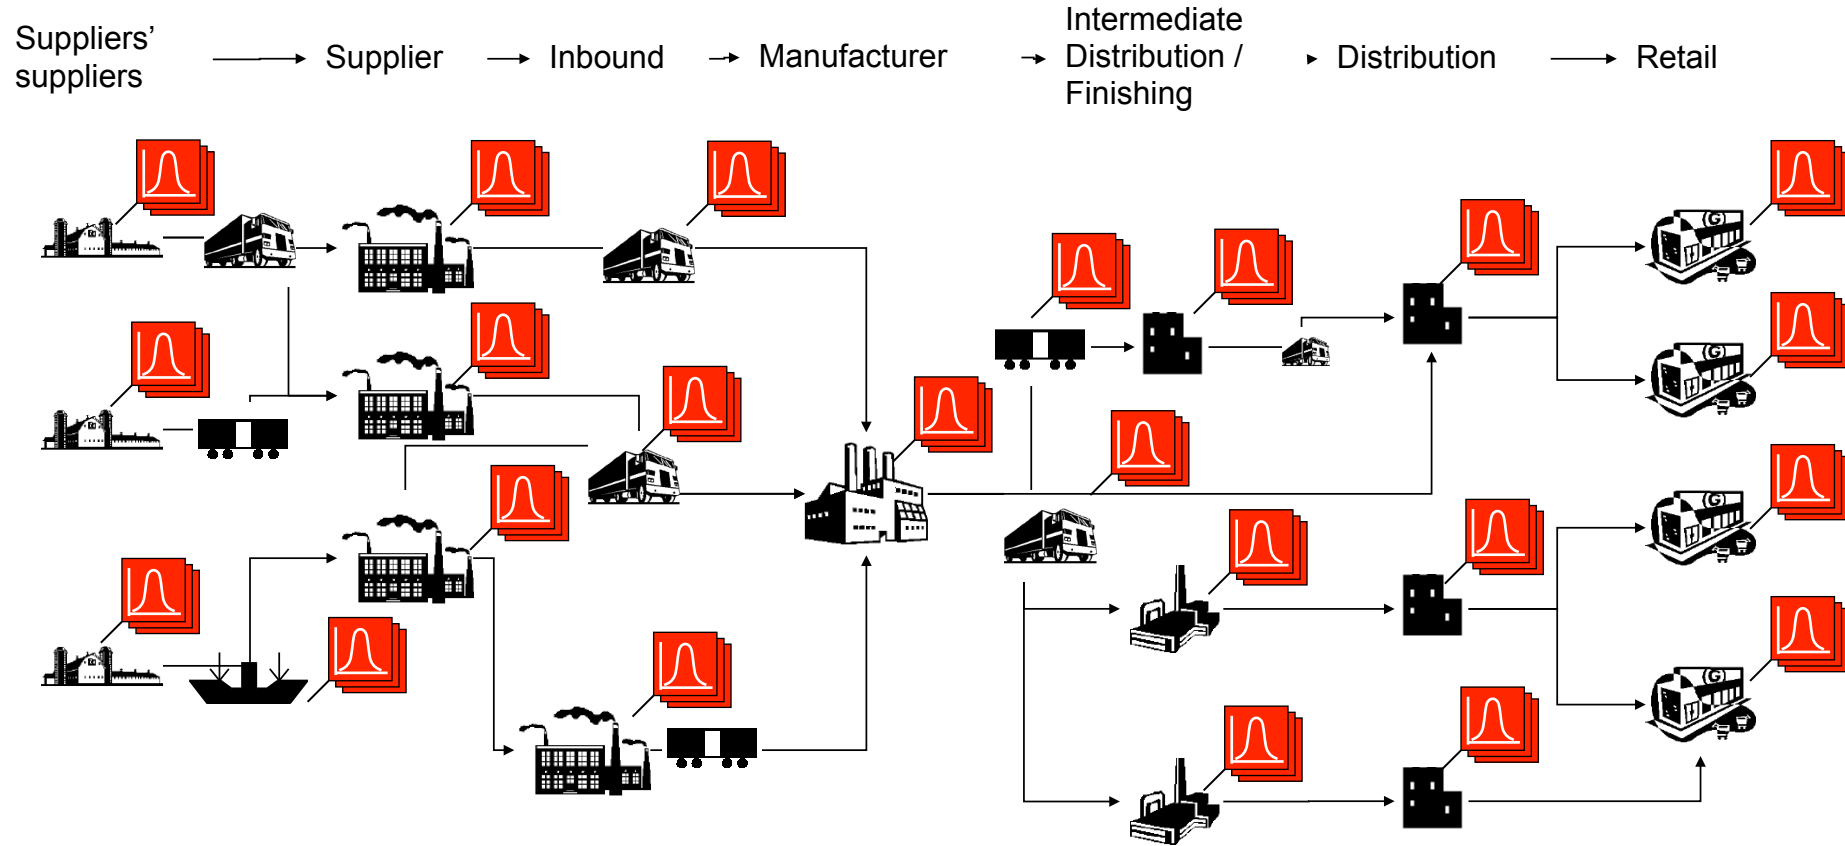 Suppliers’
suppliers
Supplier
Inbound
Manufacturer
Intermediate
Distribution /
Finishing
Distribution
Retail
G
G
G
G